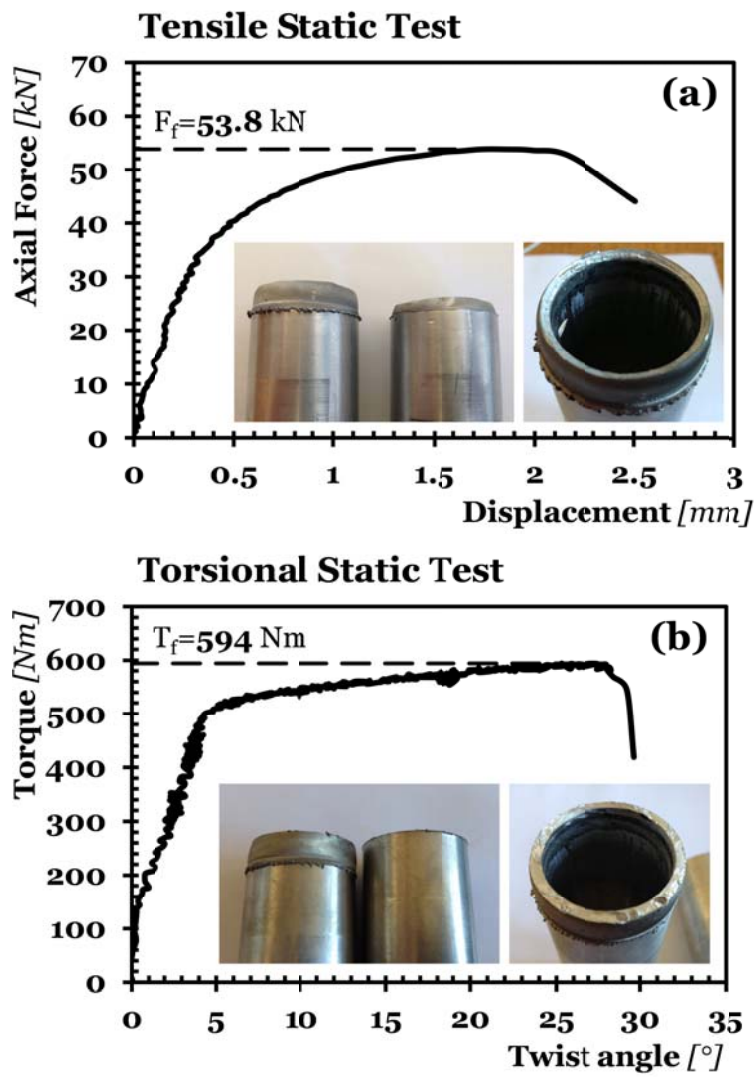 Tensile Static Test
(a)
Axial Force [kN]
70
60
50
40
30
20
10
0
F_f=53.8 kN
0 0.5 1 1.5 2 2.5 3
Displacement [mm]
Torsional Static Test
(b)
Torque [Nm]
700
600
500
400
300
200
100
0
T_f=594 Nm
0 5 10 15 20 25 30 35
Twist angle [°]